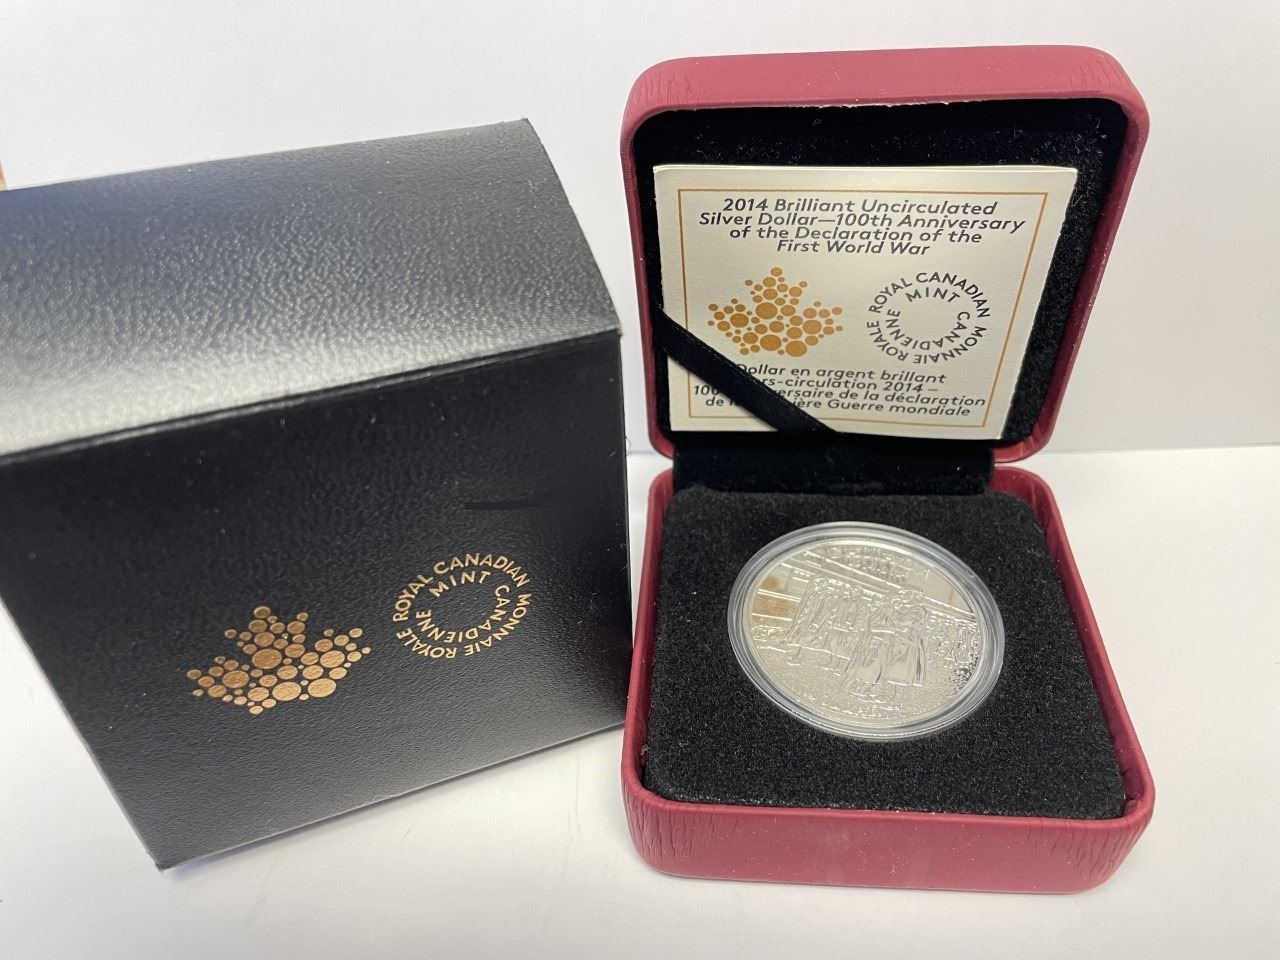 2014 Brilliant Uncirculated
Silver Dollar—100th Anniversary
of the Declaration of the
First World War
ROYAL CANADIAN MINT
MONNAIE ROYALE CANADIENNE
Dollar en argent brillant
-circulation 2014 –
de la déclaration
de Guerre mondiale
ROYAL CANADIAN MINT
MONNAIE ROYALE CANADIENNE
CANADA